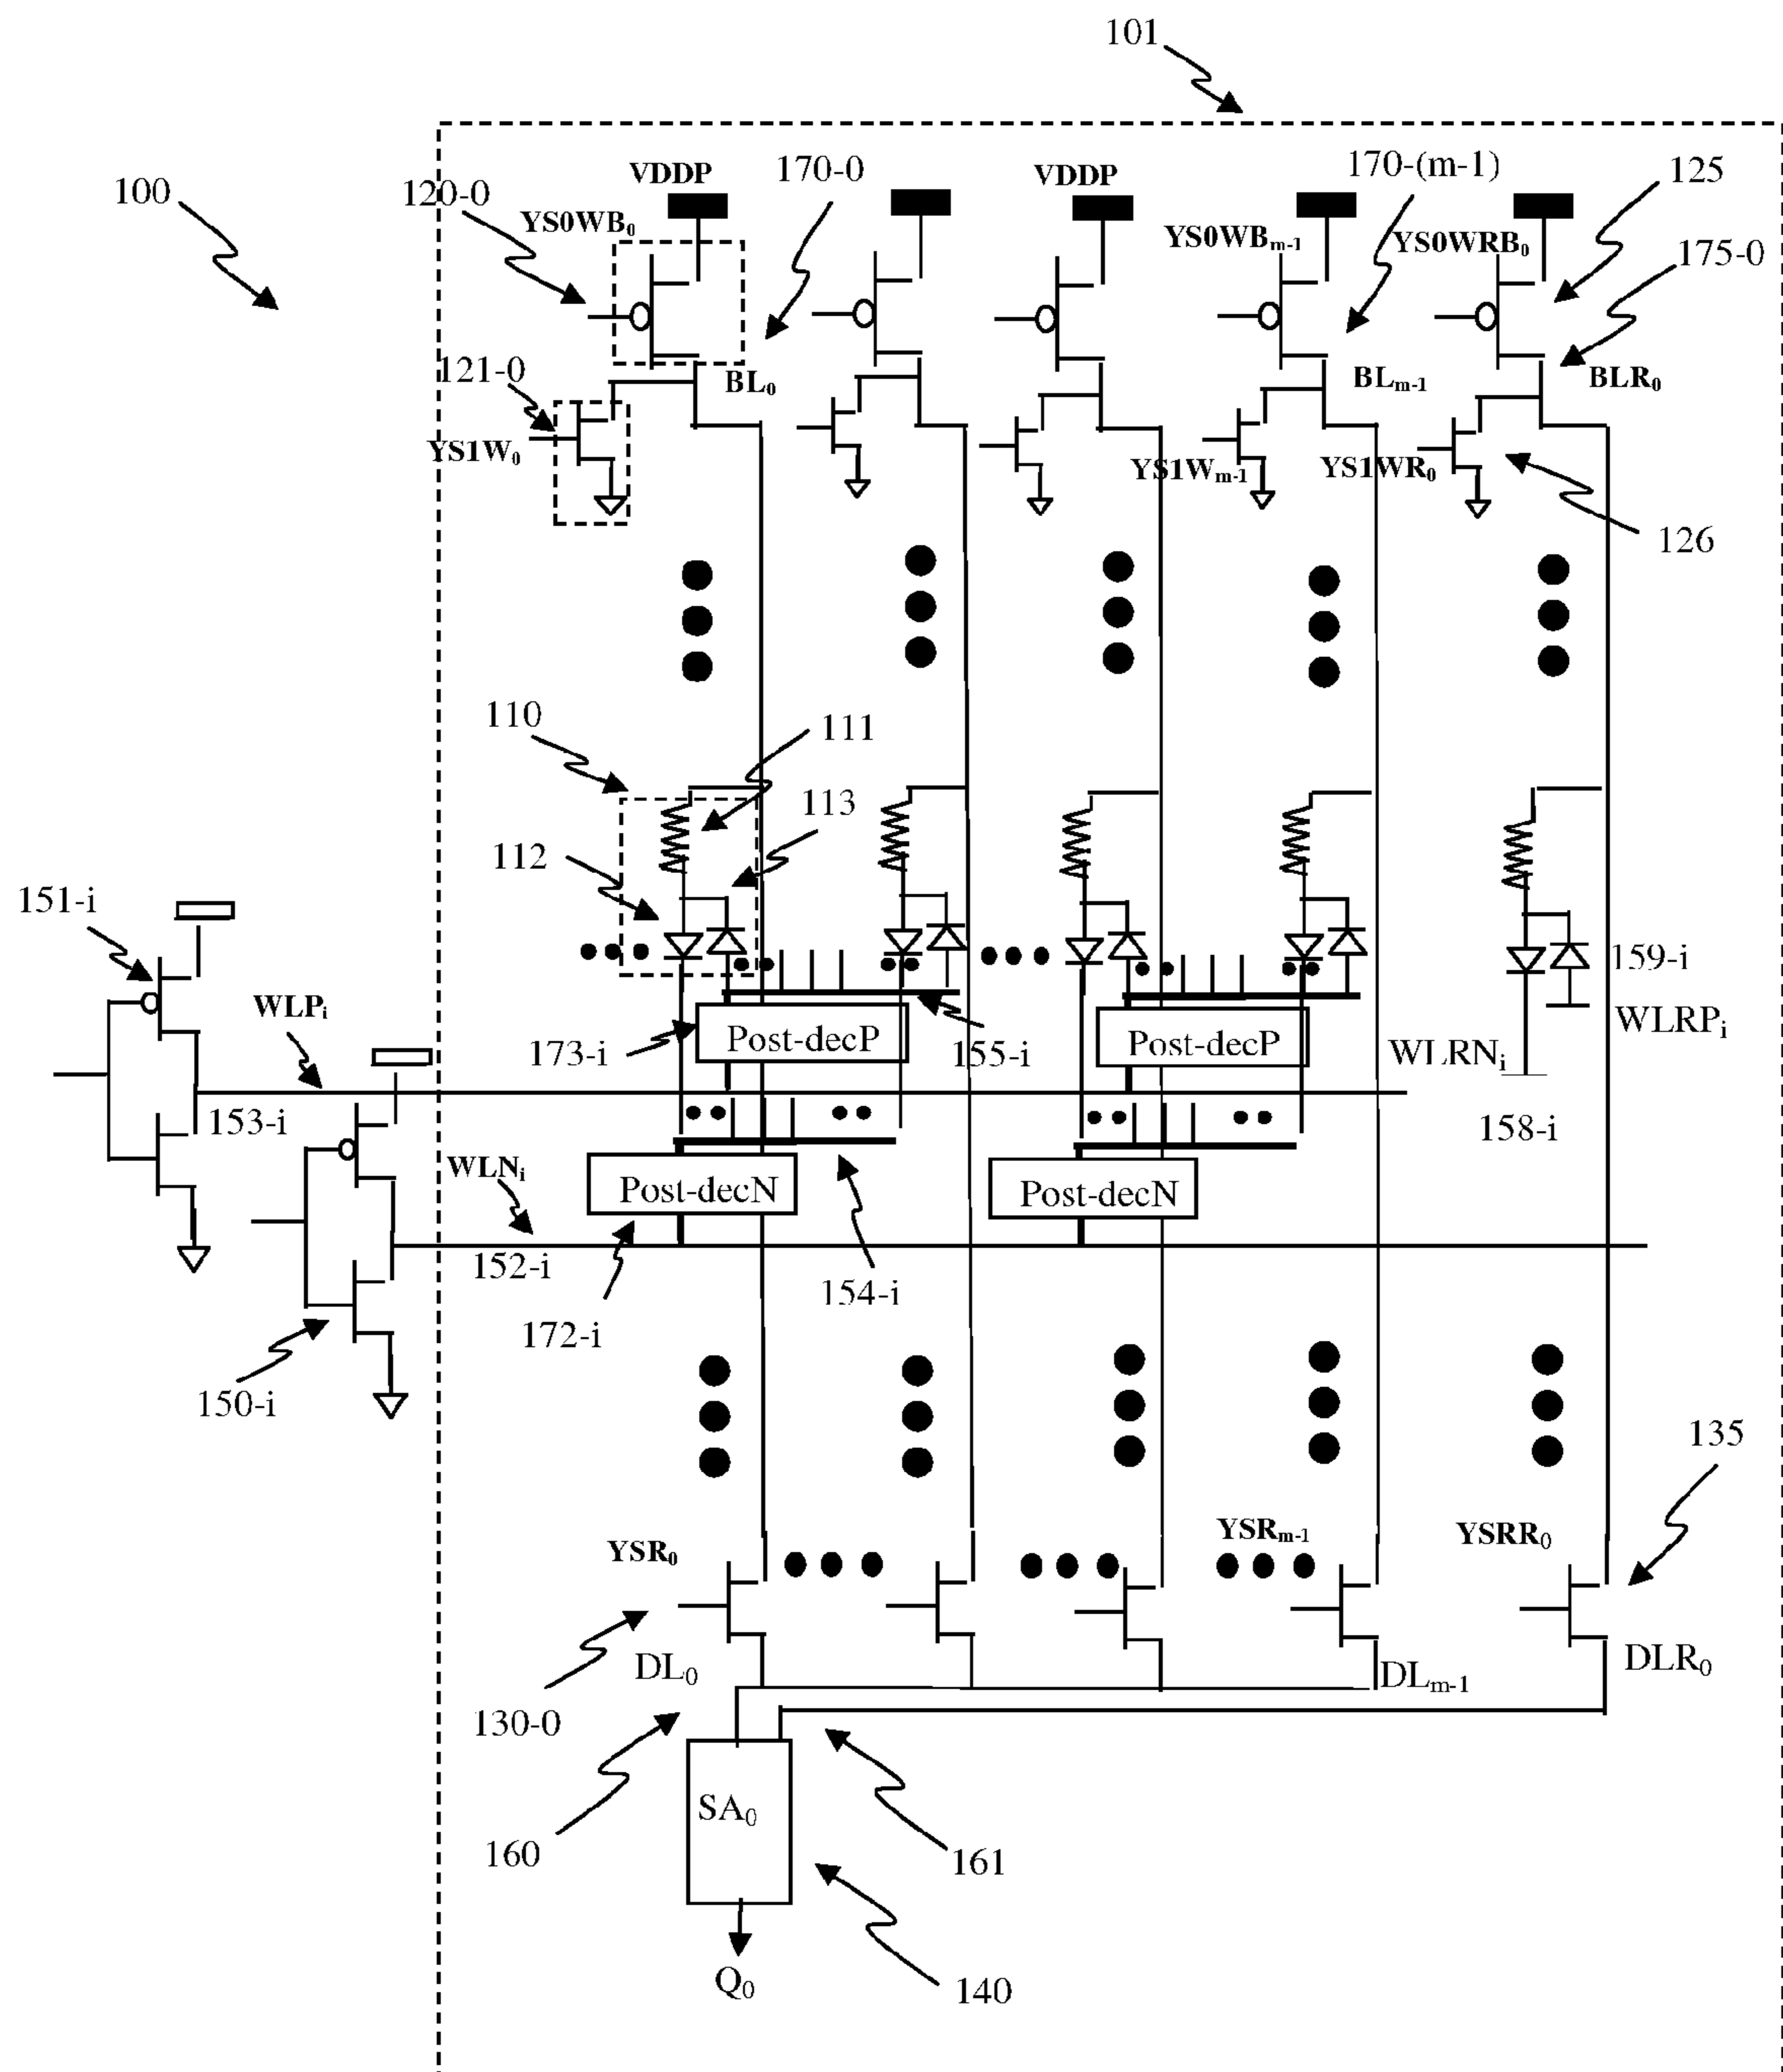 101
100
120-0
VDDP
170-0
VDDP
170-(m-1)
125
YS0WB₀
YS0WBₘ₋₁
YS0WRB₀
175-0
121-0
BL₀
BLₘ₋₁
BLR₀
YS1W₀
YS1Wₘ₋₁
YS1WR₀
126
110
111
113
112
151-i
159-i
WLPᵢ
WLRPᵢ
173-i
Post-decP
155-i
Post-decP
WLRNᵢ
153-i
158-i
WLNᵢ
Post-decN
Post-decN
152-i
154-i
172-i
150-i
135
YSR₀
YSRₘ₋₁
YSRR₀
DL₀
DLₘ₋₁
DLR₀
130-0
SA₀
160
161
Q₀
140